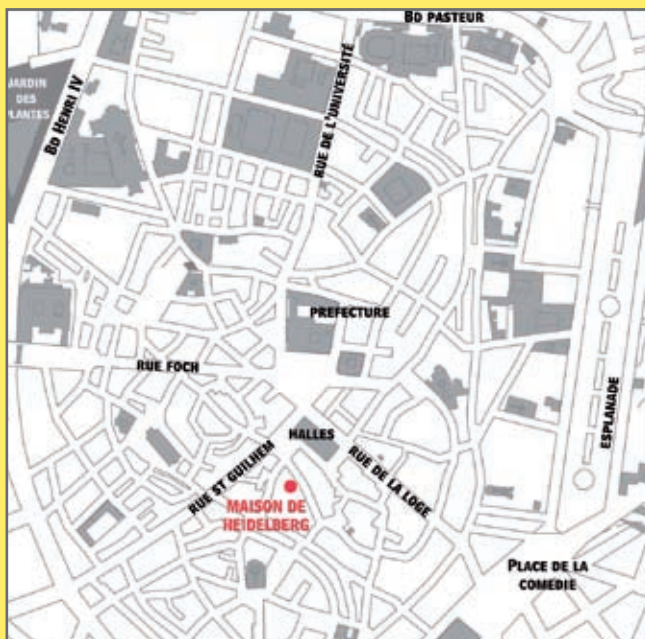 BD PASTEUR
JARDIN
DES
PLANTES
BD HENRI IV
RUE DE L'UNIVERSITÉ
PREFECTURE
RUE FOCH
ESPLANADE
HALLES
RUE ST GUILHEM
RUE DE LA LOGE
MAISON DE
HEIDELBERG
PLACE DE LA
COMEDIE